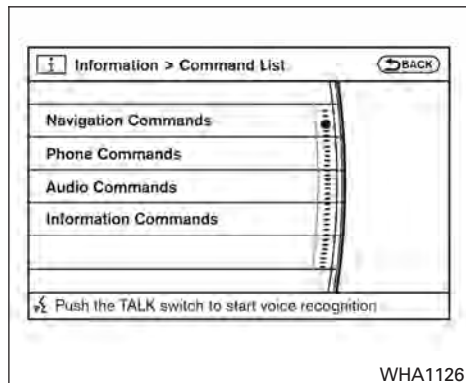 i Information > Command List BACK
Navigation Commands
Phone Commands
Audio Commands
Information Commands
Push the TALK switch to start voice recognition
WHA1126